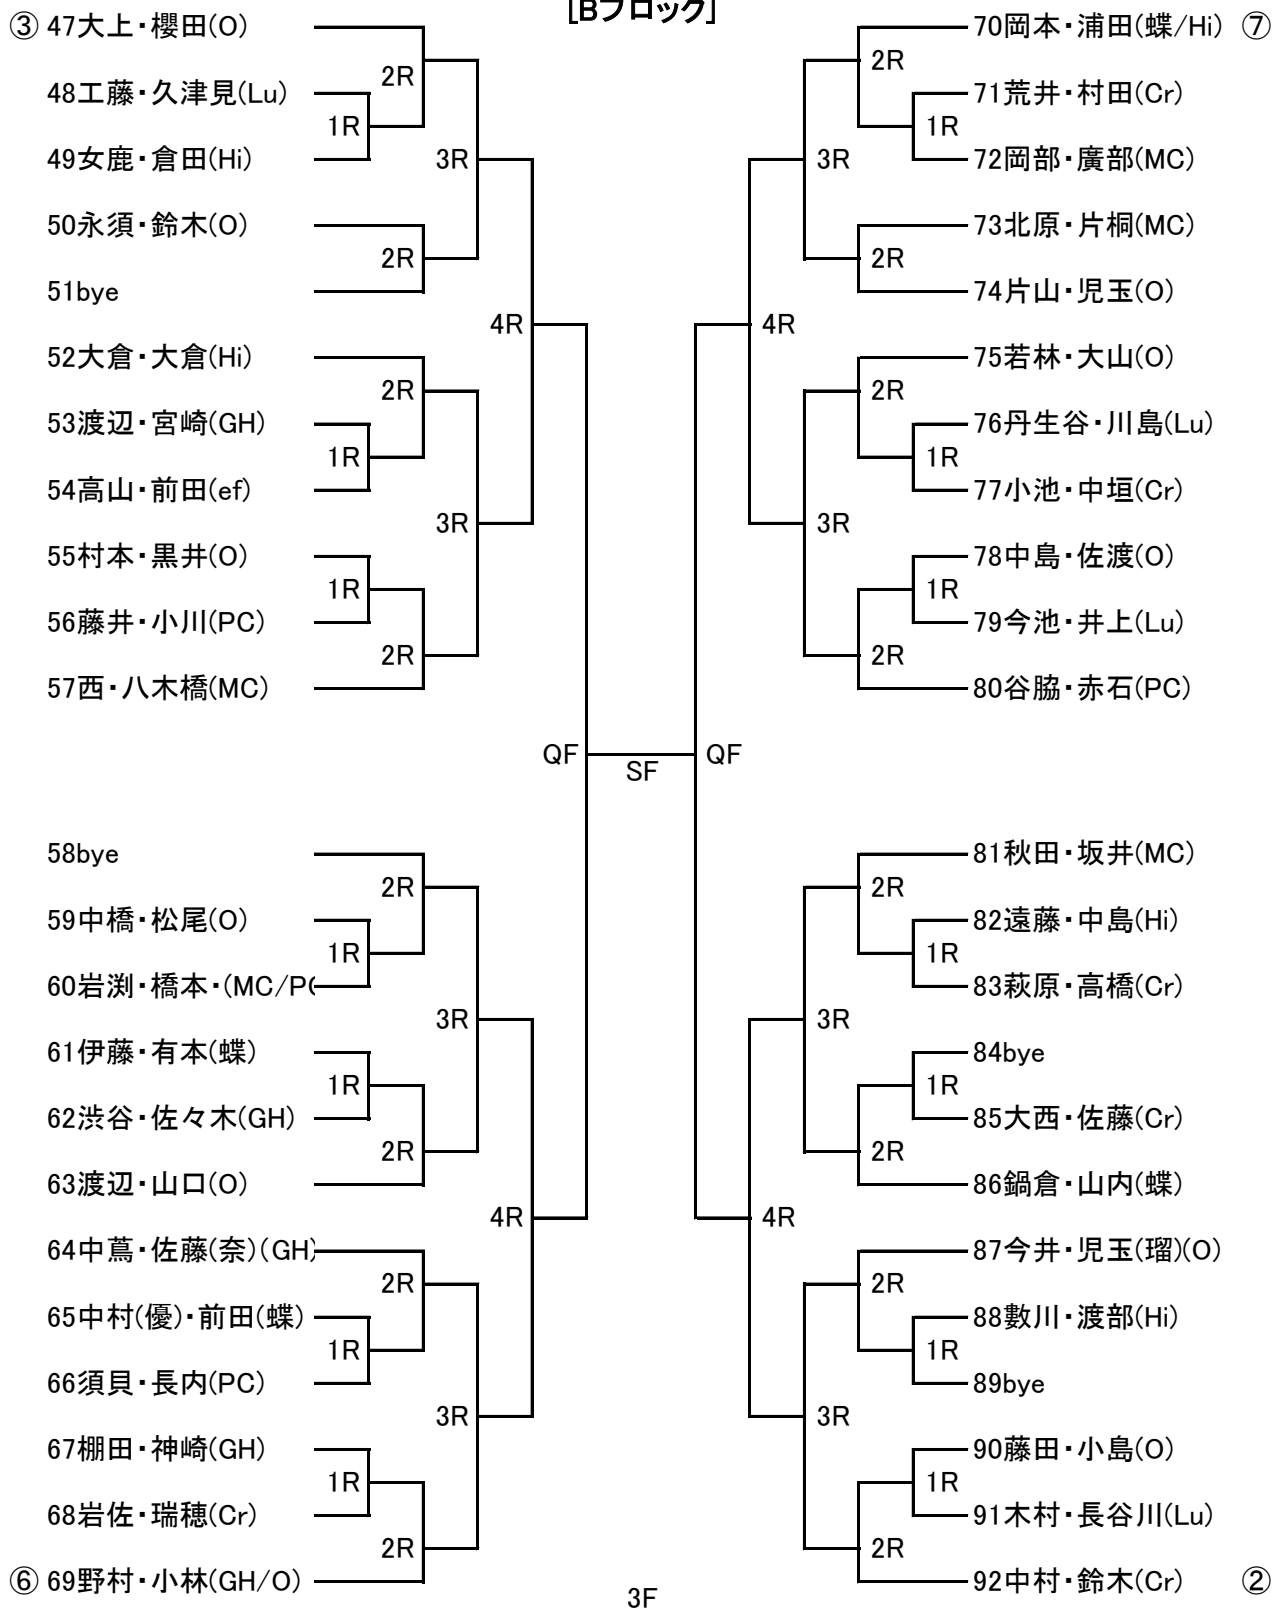 [Bブロック]
③ 47大上・櫻田(O)
2R
48工藤・久津見(Lu)
1R
49女鹿・倉田(Hi)
3R
50永須・鈴木(O)
2R
51bye
4R
52大倉・大倉(Hi)
2R
53渡辺・宮崎(GH)
1R
54高山・前田(ef)
3R
55村本・黒井(O)
1R
56藤井・小川(PC)
2R
57西・八木橋(MC)
QF
58bye
2R
59中橋・松尾(O)
1R
60岩渕・橋本・(MC/PC
3R
61伊藤・有本(蝶)
1R
62渋谷・佐々木(GH)
2R
63渡辺・山口(O)
4R
64中蔦・佐藤(奈)(GH)
2R
65中村(優)・前田(蝶)
1R
66須貝・長内(PC)
3R
67棚田・神崎(GH)
1R
68岩佐・瑞穂(Cr)
2R
⑥ 69野村・小林(GH/O)
SF
3F
70岡本・浦田(蝶/Hi) ⑦
2R
71荒井・村田(Cr)
1R
72岡部・廣部(MC)
3R
73北原・片桐(MC)
2R
74片山・児玉(O)
4R
75若林・大山(O)
2R
76丹生谷・川島(Lu)
1R
77小池・中垣(Cr)
3R
78中島・佐渡(O)
1R
79今池・井上(Lu)
2R
80谷脇・赤石(PC)
QF
81秋田・坂井(MC)
2R
82遠藤・中島(Hi)
1R
83萩原・高橋(Cr)
3R
84bye
1R
85大西・佐藤(Cr)
2R
86鍋倉・山内(蝶)
4R
87今井・児玉(瑠)(O)
2R
88數川・渡部(Hi)
1R
89bye
3R
90藤田・小島(O)
1R
91木村・長谷川(Lu)
2R
92中村・鈴木(Cr) ②